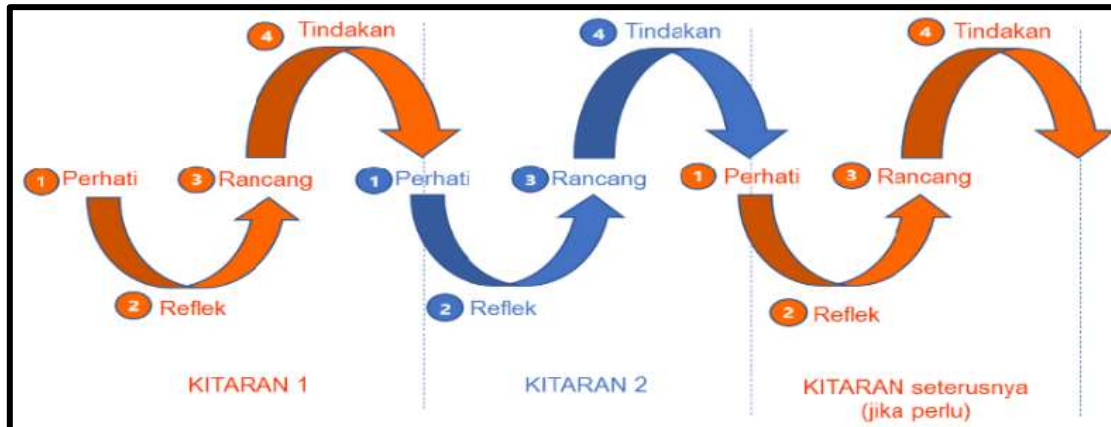 4 Tindakan
4 Tindakan
4 Tindakan
1 Perhati
3 Rancang
1 Perhati
3 Rancang
1 Perhati
3 Rancang
2 Reflek
2 Reflek
2 Reflek
KITARAN 1
KITARAN 2
KITARAN seterusnya
(jika perlu)